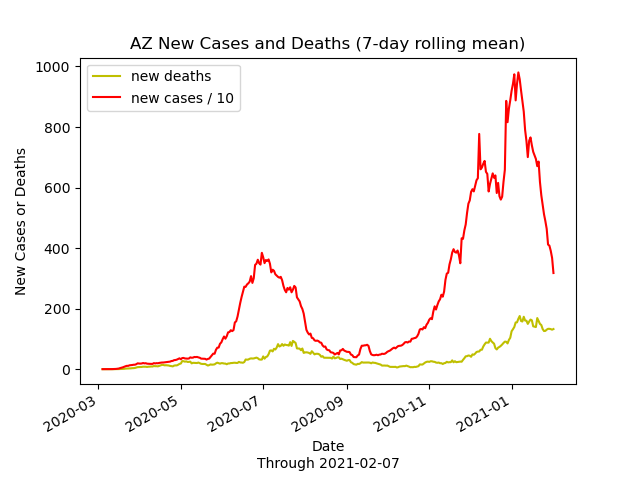 AZ New Cases and Deaths (7-day rolling mean)
new deaths
new cases / 10
New Cases or Deaths
1000
800
600
400
200
0
2020-03
2020-05
2020-07
2020-09
2020-11
2021-01
Date
Through 2021-02-07